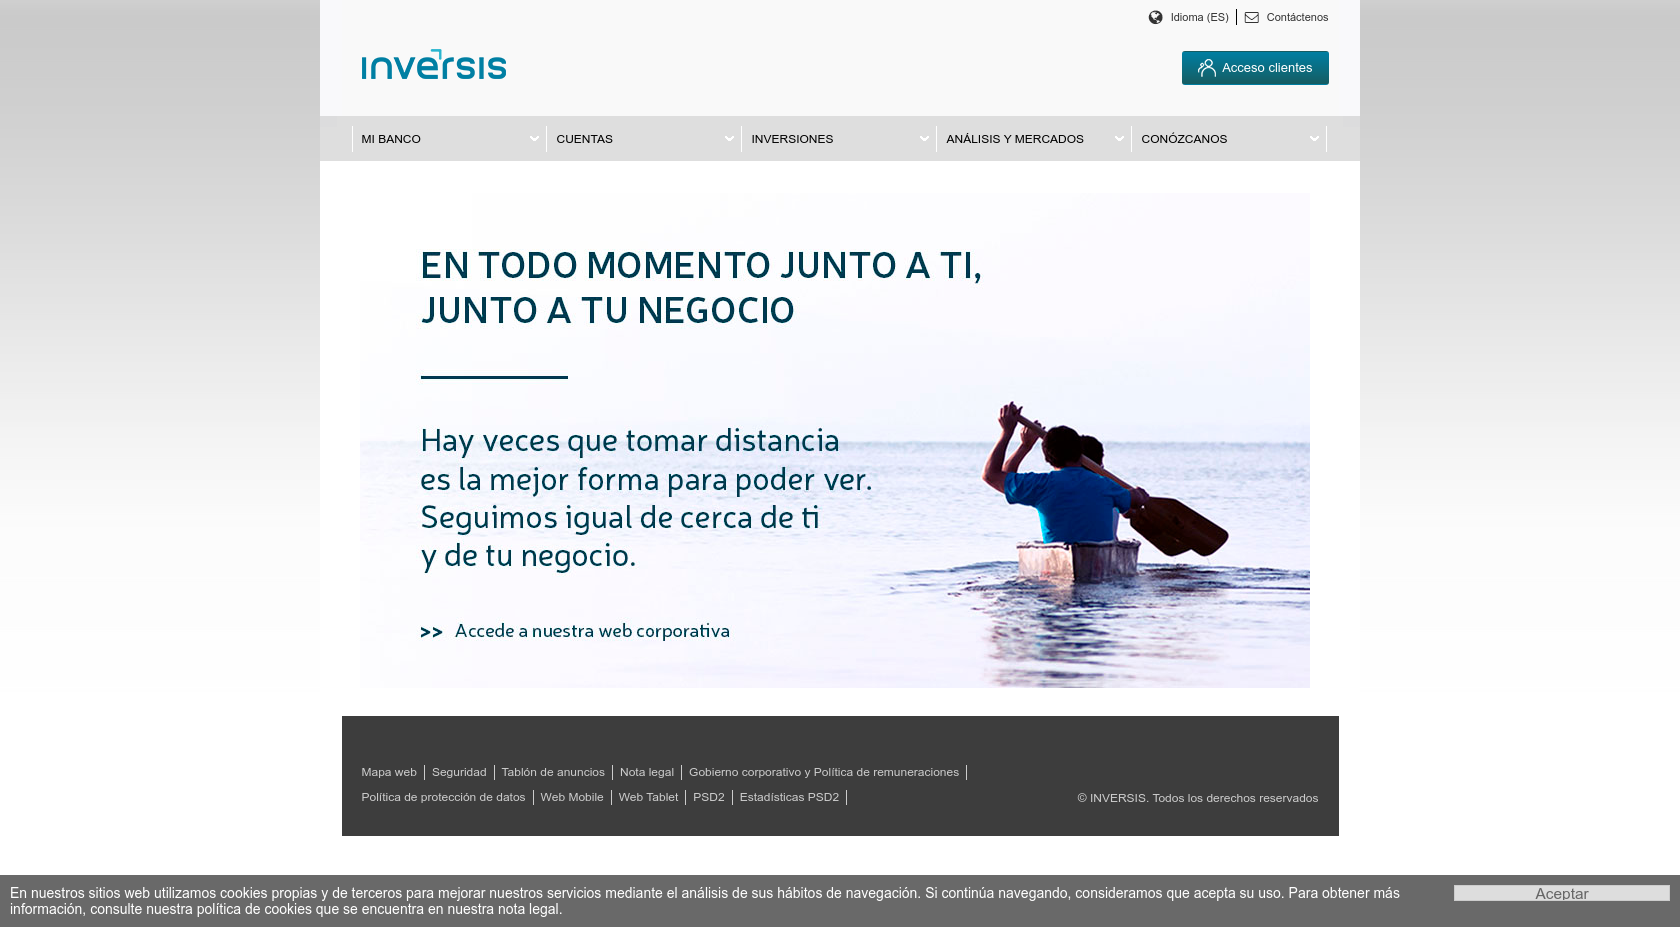 Idioma (ES)
Contáctenos
inversis
Acceso clientes
MI BANCO
CUENTAS
INVERSIONES
ANÁLISIS Y MERCADOS
CONÓZCANOS
EN TODO MOMENTO JUNTO A TI,
JUNTO A TU NEGOCIO
Hay veces que tomar distancia
es la mejor forma para poder ver.
Seguimos igual de cerca de ti
y de tu negocio.
>> Accede a nuestra web corporativa
Mapa web
Seguridad
Tablón de anuncios
Nota legal
Gobierno corporativo y Política de remuneraciones
Política de protección de datos
Web Mobile
Web Tablet
PSD2
Estadísticas PSD2
© INVERSIS. Todos los derechos reservados
En nuestros sitios web utilizamos cookies propias y de terceros para mejorar nuestros servicios mediante el análisis de sus hábitos de navegación. Si continúa navegando, consideramos que acepta su uso. Para obtener más
información, consulte nuestra política de cookies que se encuentra en nuestra nota legal.
Aceptar